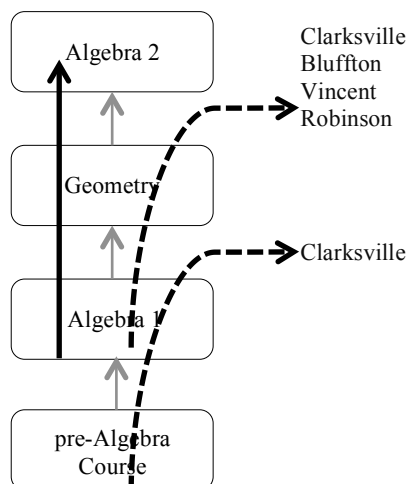 Algebra 2
Clarksville
Bluffton
Vincent
Robinson
Geometry
Clarksville
Algebra 1
pre-Algebra
Course